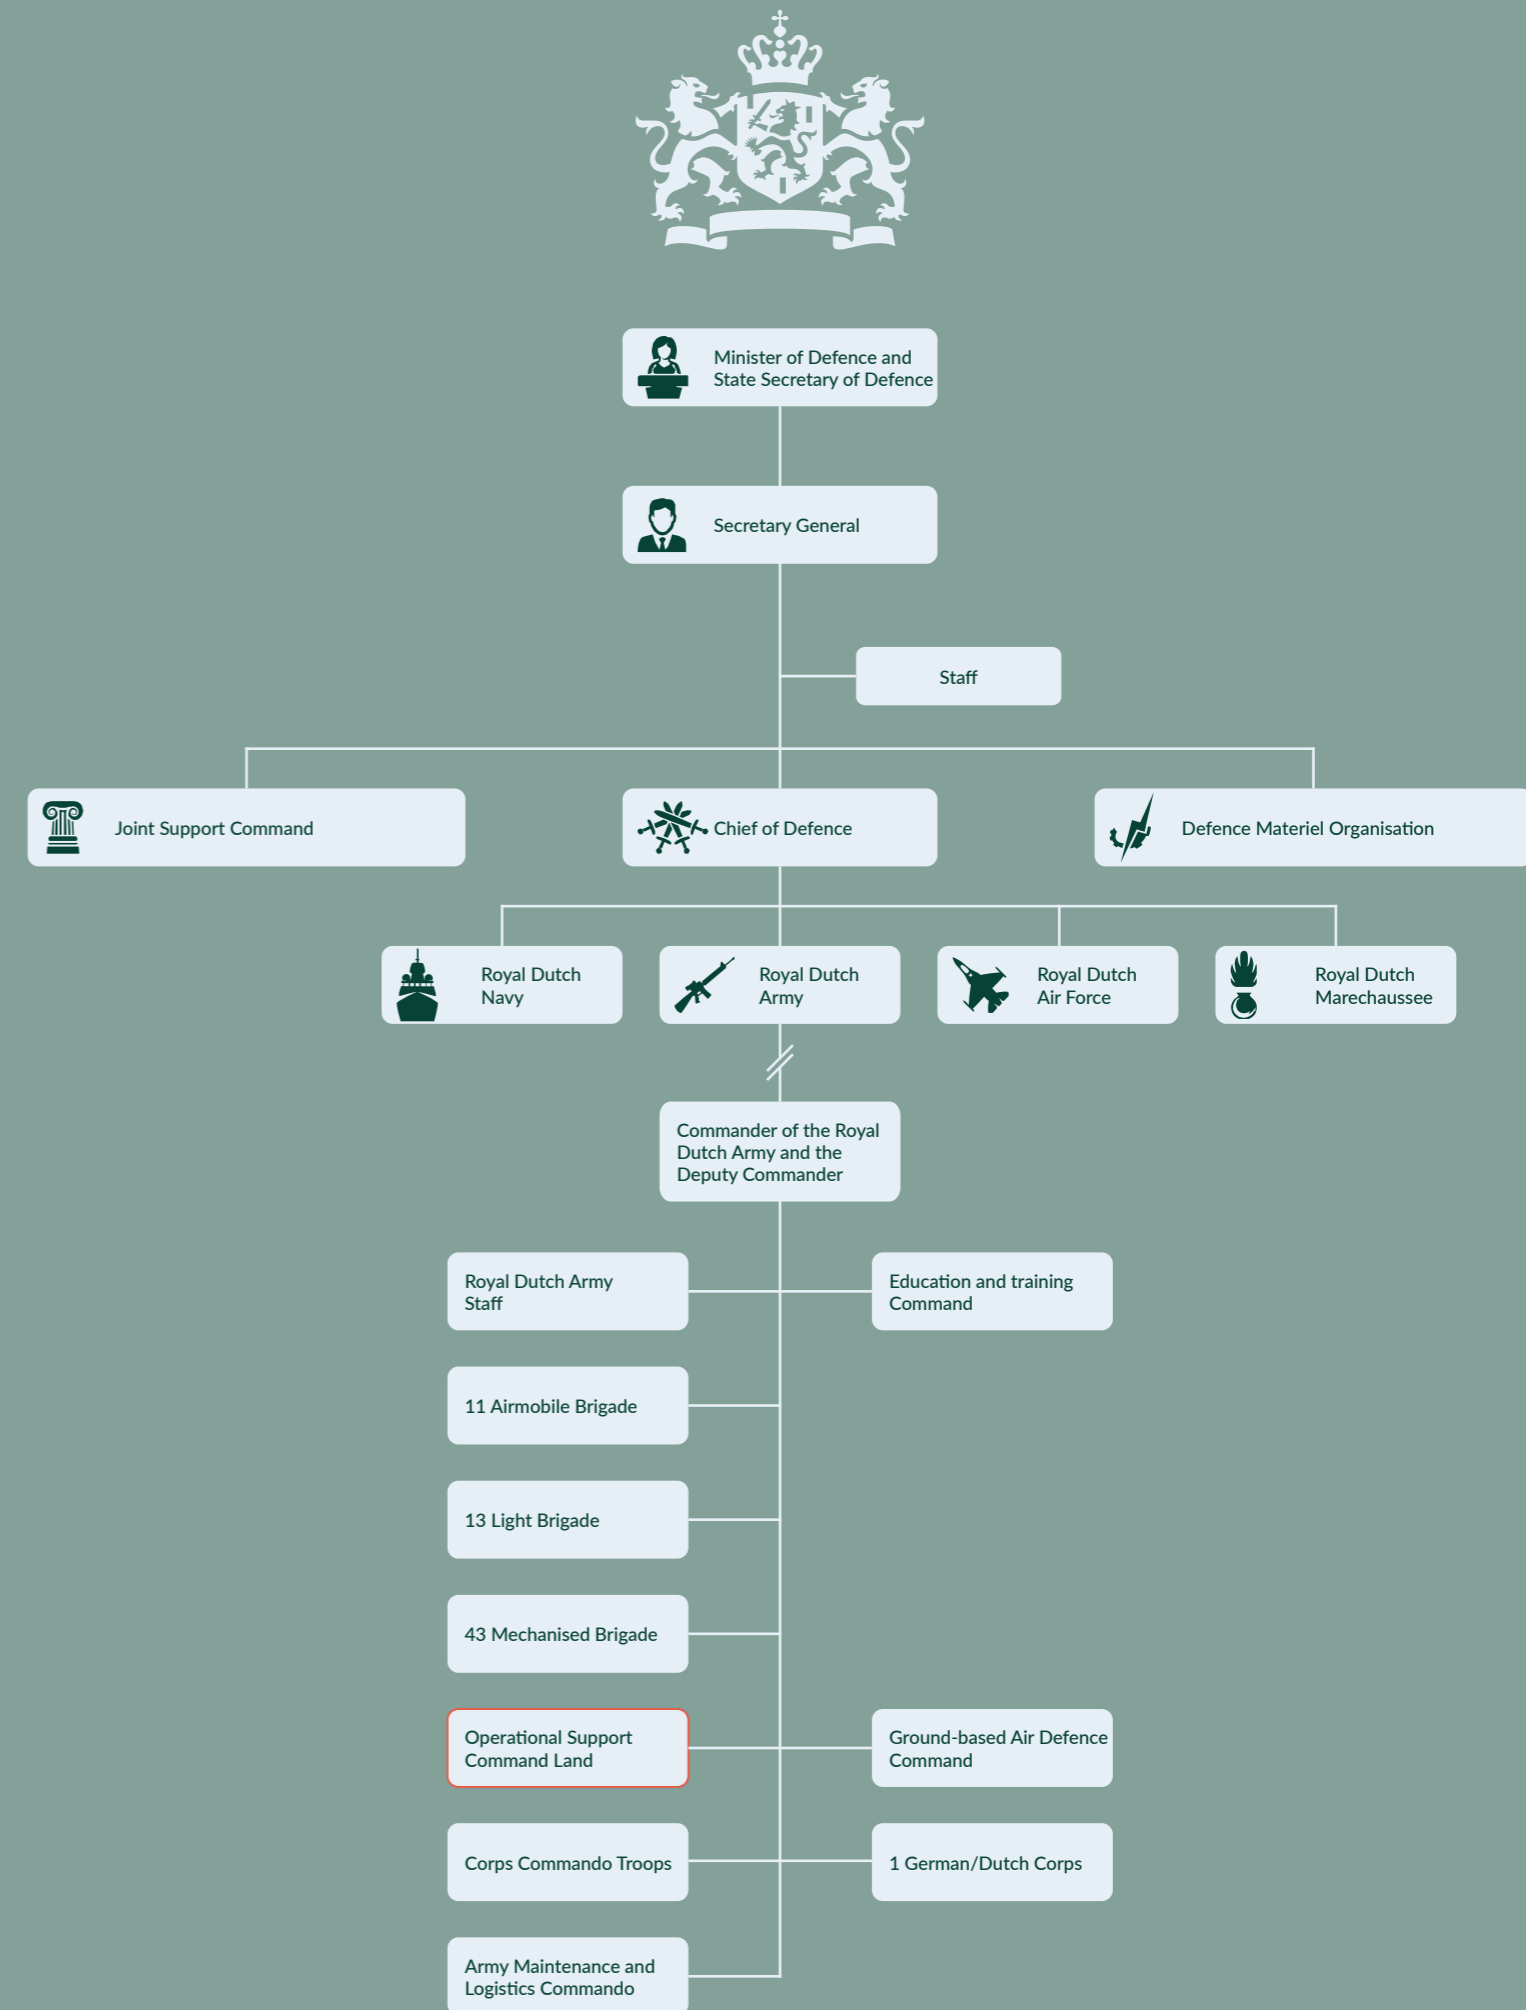 Minister of Defence and
State Secretary of Defence
Secretary General
Staff
Joint Support Command
Chief of Defence
Defence Materiel Organisation
Royal Dutch
Navy
Royal Dutch
Army
Royal Dutch
Air Force
Royal Dutch
Marechaussee
Commander of the Royal
Dutch Army and the
Deputy Commander
Royal Dutch Army
Staff
Education and training
Command
11 Airmobile Brigade
13 Light Brigade
43 Mechanised Brigade
Operational Support
Command Land
Ground-based Air Defence
Command
Corps Commando Troops
1 German/Dutch Corps
Army Maintenance and
Logistics Commando